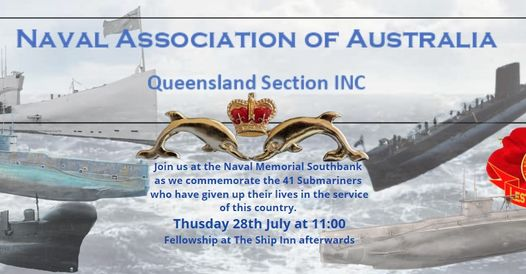 NAVAL ASSOCIATION OF AUSTRALIA
Queensland Section INC
Join us at the Naval Memorial Southbank
as we commemorate the 41 Submariners
who have given up their lives in the service
of this country.
Thusday 28th July at 11:00
Fellowship at The Ship Inn afterwards
LES